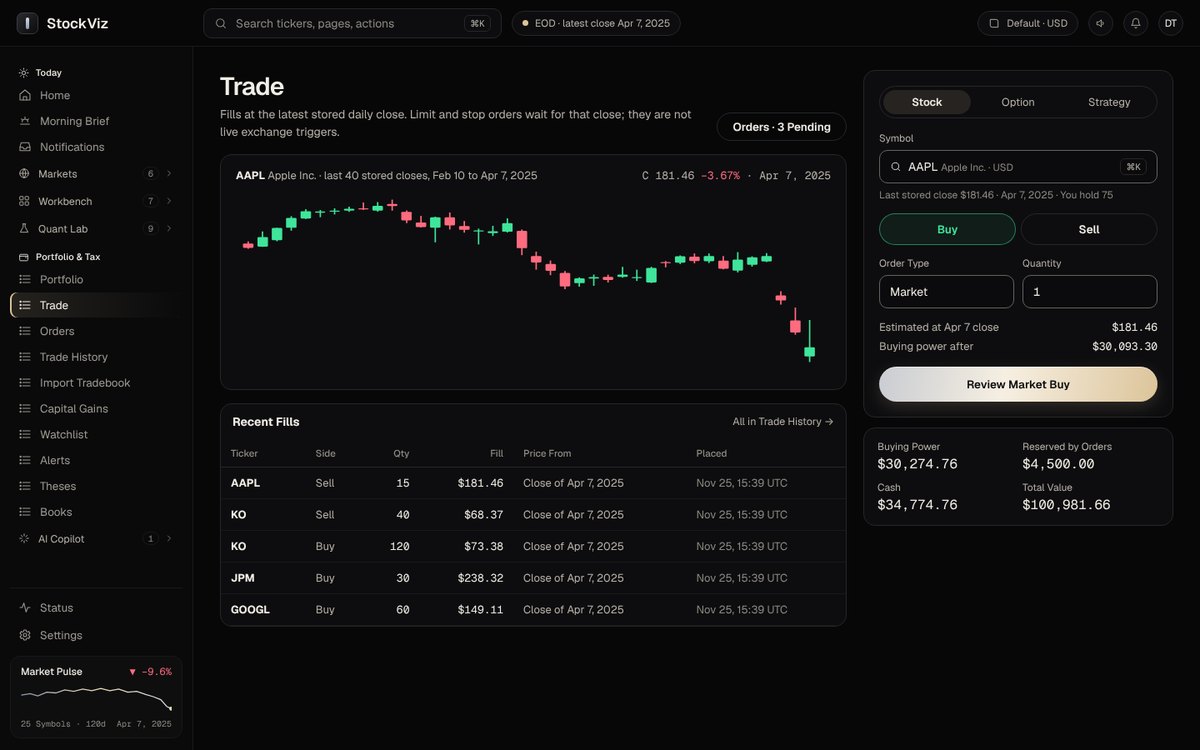 StockViz
Search tickers, pages, actions
⌘K
EOD · latest close Apr 7, 2025
Default · USD
DT
Today
Home
Morning Brief
Notifications
Markets 6
Workbench 7
Quant Lab 9
Portfolio & Tax
Portfolio
Trade
Orders
Trade History
Import Tradebook
Capital Gains
Watchlist
Alerts
Theses
Books
AI Copilot 1
Status
Settings
Market Pulse ▼ −9.6%
25 Symbols · 120d Apr 7, 2025
Trade
Fills at the latest stored daily close. Limit and stop orders wait for that close; they are not
live exchange triggers.
Orders · 3 Pending
AAPL Apple Inc. · last 40 stored closes, Feb 10 to Apr 7, 2025
C 181.46 −3.67% · Apr 7, 2025
Recent Fills
All in Trade History →
Ticker Side Qty Fill Price From Placed
AAPL Sell 15 $181.46 Close of Apr 7, 2025 Nov 25, 15:39 UTC
KO Sell 40 $68.37 Close of Apr 7, 2025 Nov 25, 15:39 UTC
KO Buy 120 $73.38 Close of Apr 7, 2025 Nov 25, 15:39 UTC
JPM Buy 30 $238.32 Close of Apr 7, 2025 Nov 25, 15:39 UTC
GOOGL Buy 60 $149.11 Close of Apr 7, 2025 Nov 25, 15:39 UTC
Stock Option Strategy
Symbol
AAPL Apple Inc. · USD ⌘K
Last stored close $181.46 · Apr 7, 2025 · You hold 75
Buy Sell
Order Type Quantity
Market 1
Estimated at Apr 7 close $181.46
Buying power after $30,093.30
Review Market Buy
Buying Power Reserved by Orders
$30,274.76 $4,500.00
Cash Total Value
$34,774.76 $100,981.66